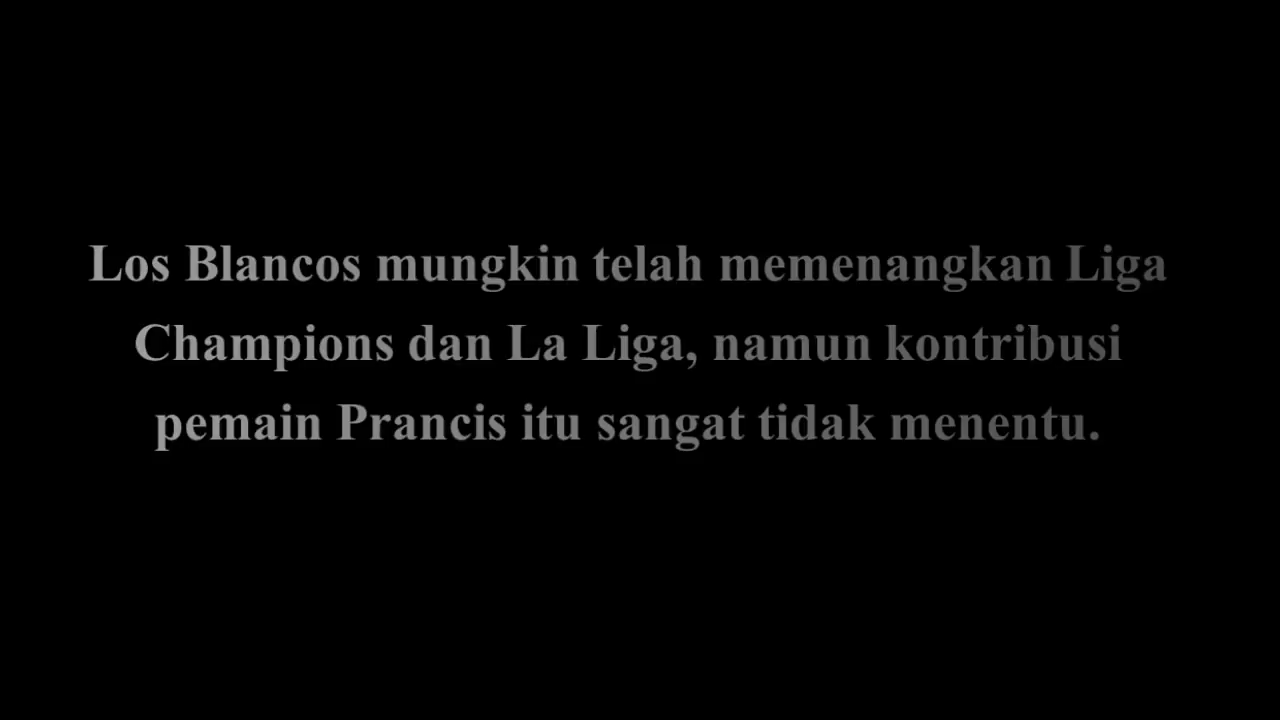 Los Blancos mungkin telah memenangkan Liga
Champions dan La Liga, namun kontribusi
pemain Prancis itu sangat tidak menentu.